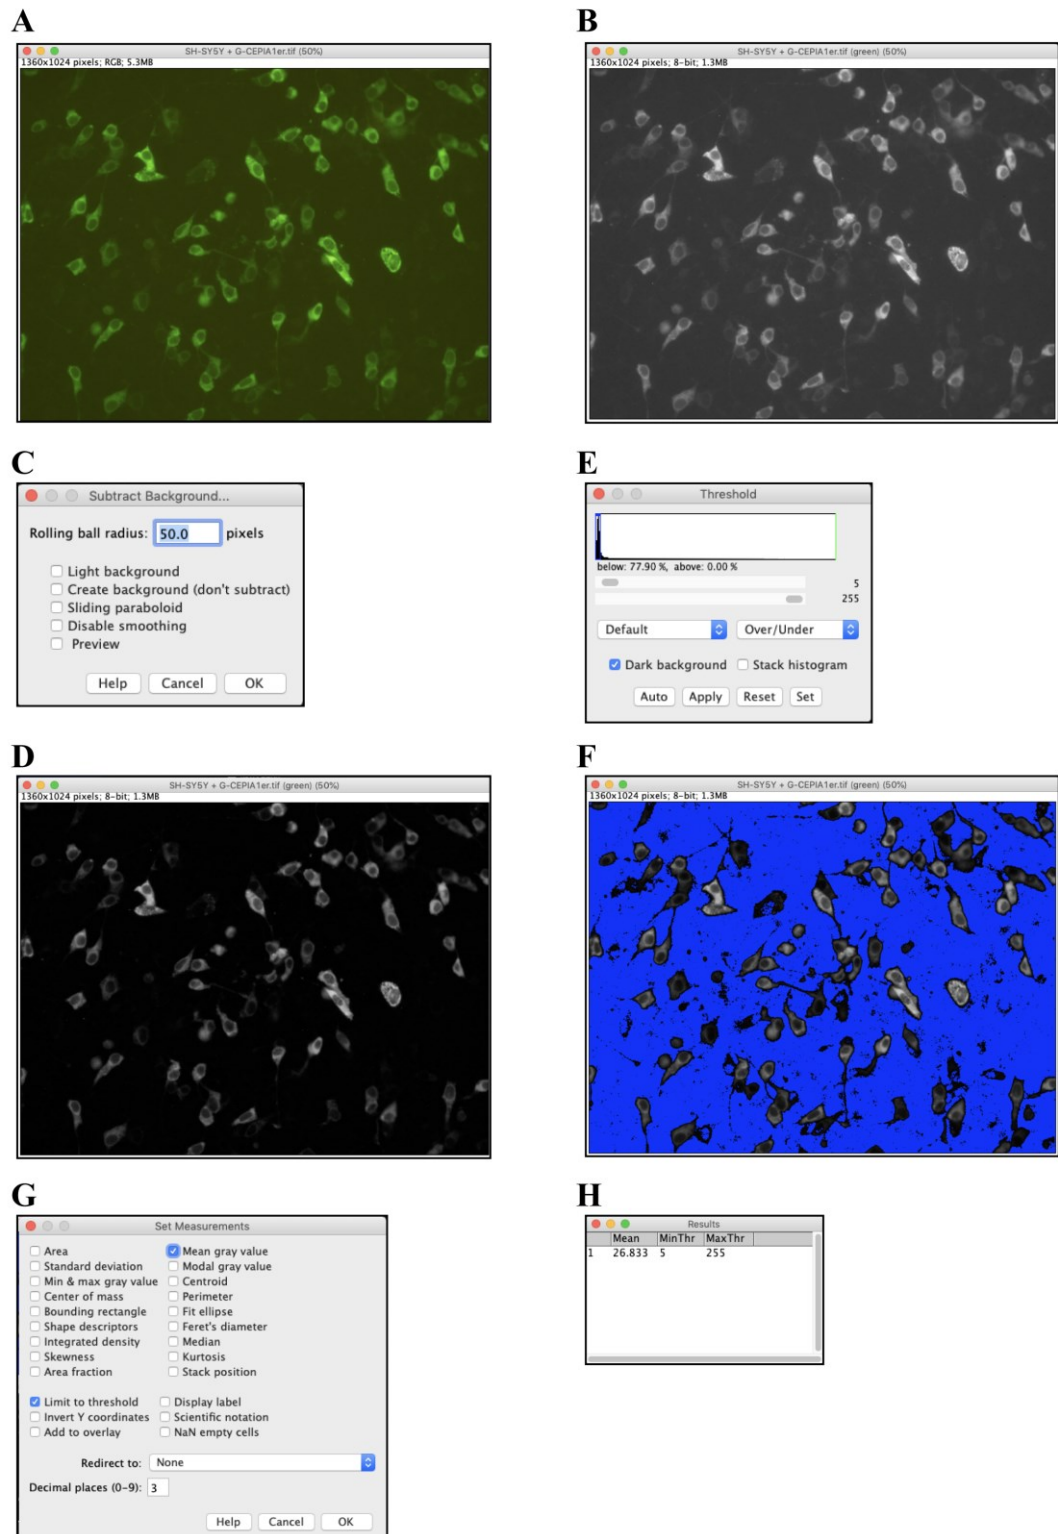 A
SH-SY5Y + G-CEPIA1er.tif (50%)
1360x1024 pixels; RGB; 5.3MB
B
SH-SY5Y + G-CEPIA1er.tif (green) (50%)
1360x1024 pixels; 8-bit; 1.3MB
C
Subtract Background...
Rolling ball radius: 50.0 pixels
Light background
Create background (don't subtract)
Sliding paraboloid
Disable smoothing
Preview
Help Cancel OK
E
Threshold
below: 77.90 %, above: 0.00 %
5
255
Default Over/Under
Dark background Stack histogram
Auto Apply Reset Set
D
SH-SY5Y + G-CEPIA1er.tif (green) (50%)
1360x1024 pixels; 8-bit; 1.3MB
F
SH-SY5Y + G-CEPIA1er.tif (green) (50%)
1360x1024 pixels; 8-bit; 1.3MB
G
Set Measurements
Area Mean gray value
Standard deviation Modal gray value
Min & max gray value Centroid
Center of mass Perimeter
Bounding rectangle Fit ellipse
Shape descriptors Feret's diameter
Integrated density Median
Skewness Kurtosis
Area fraction Stack position
Limit to threshold Display label
Invert Y coordinates Scientific notation
Add to overlay NaN empty cells
Redirect to: None
Decimal places (0-9): 3
Help Cancel OK
H
Results
Mean MinThr MaxThr
1 26.833 5 255